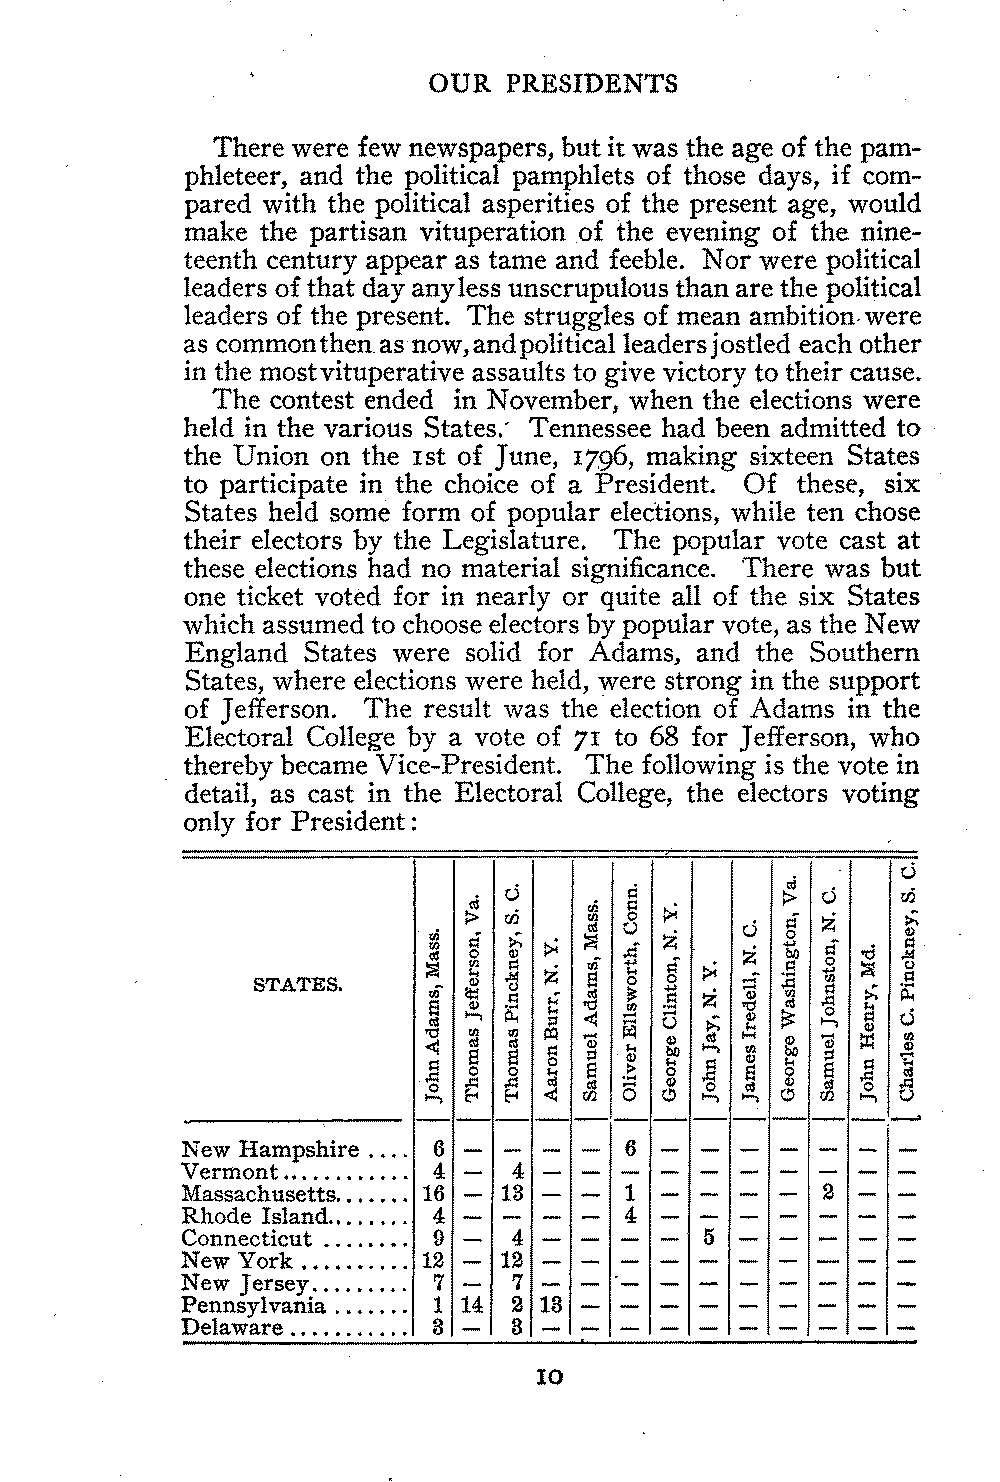 OUR PRESIDENTS
There were few newspapers, but it was the age of the pam-
phleteer, and the political pamphlets of those days, if com-
pared with the political asperities of the present age, would
make the partisan vituperation of the evening of the nine-
teenth century appear as tame and feeble. Nor were political
leaders of that day anyless unscrupulous than are the political
leaders of the present. The struggles of mean ambition were
as commonthen as now, andpolitical leadersjostled each other
in the mostvituperative assaults to give victory to their cause.
The contest ended in November, when the elections were
held in the various States. Tennessee had been admitted to
the Union on the 1st of June, 1796, making sixteen States
to participate in the choice of a President. Of these, six
States held some form of popular elections, while ten chose
their electors by the Legislature. The popular vote cast at
these elections had no material significance. There was but
one ticket voted for in nearly or quite all of the six States
which assumed to choose electors by popular vote, as the New
England States were solid for Adams, and the Southern
States, where elections were held, were strong in the support
of Jefferson. The result was the election of Adams in the
Electoral College by a vote of 71 to 68 for Jefferson, who
thereby became Vice-President. The following is the vote in
detail, as cast in the Electoral College, the electors voting
only for President:
STATES.
John Adams, Mass.
Thomas Jefferson, Va.
Thomas Pinckney, S. C.
Aaron Burr, N. Y.
Samuel Adams, Mass.
Oliver Ellsworth, Conn.
George Clinton, N. Y.
John Jay, N. Y.
James Iredell, N. C.
George Washington, Va.
Samuel Johnston, N. C.
John Henry, Md.
Charles C. Pinckney, S. C.
New Hampshire .... 6 — — — — 6 — — — — — — —
Vermont............ 4 — 4 — — — — — — — — — —
Massachusetts....... 16 — 13 — — 1 — — — — 2 — —
Rhode Island........ 4 — — — — 4 — — — — — — —
Connecticut ........ 9 — 4 — — — — 5 — — — — —
New York .......... 12 — 12 — — — — — — — — — —
New Jersey......... 7 — 7 — — — — — — — — — —
Pennsylvania ....... 1 14 2 13 — — — — — — — — —
Delaware ........... 3 — 3 — — — — — — — — — —
10